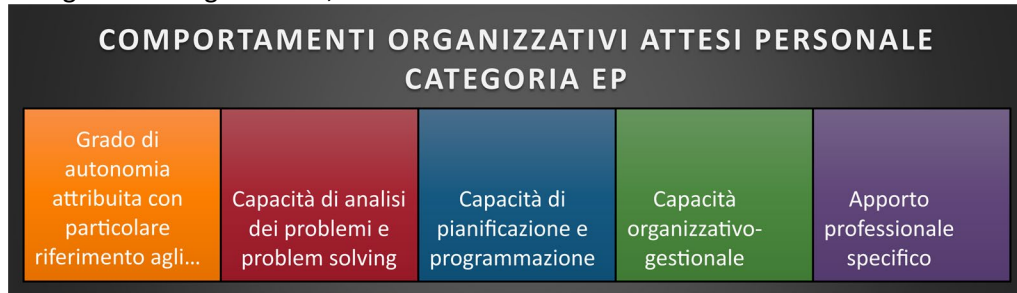 COMPORTAMENTI ORGANIZZATIVI ATTESI PERSONALE
CATEGORIA EP
Grado di
autonomia
attribuita con
particolare
riferimento agli...
Capacità di analisi
dei problemi e
problem solving
Capacità di
pianificazione e
programmazione
Capacità
organizzativo-
gestionale
Apporto
professionale
specifico